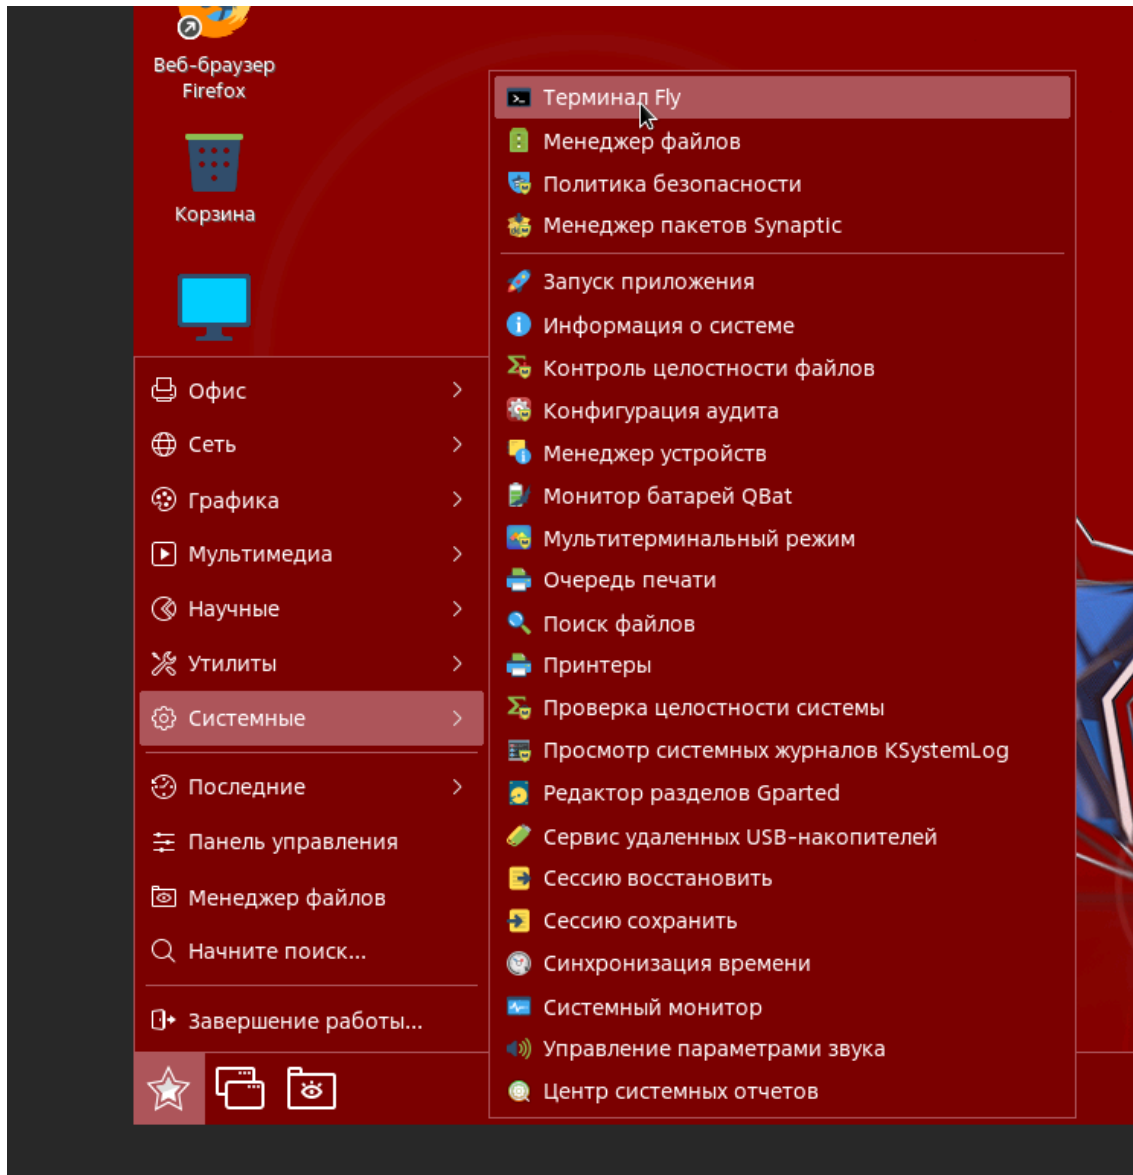 Веб-браузер
Firefox
Корзина
Офис
Сеть
Графика
Мультимедиа
Научные
Утилиты
Системные
Последние
Панель управления
Менеджер файлов
Начните поиск...
Завершение работы...
Терминал Fly
Менеджер файлов
Политика безопасности
Менеджер пакетов Synaptic
Запуск приложения
Информация о системе
Контроль целостности файлов
Конфигурация аудита
Менеджер устройств
Монитор батарей QBat
Мультитерминальный режим
Очередь печати
Поиск файлов
Принтеры
Проверка целостности системы
Просмотр системных журналов KSystemLog
Редактор разделов Gparted
Сервис удаленных USB-накопителей
Сессию восстановить
Сессию сохранить
Синхронизация времени
Системный монитор
Управление параметрами звука
Центр системных отчетов